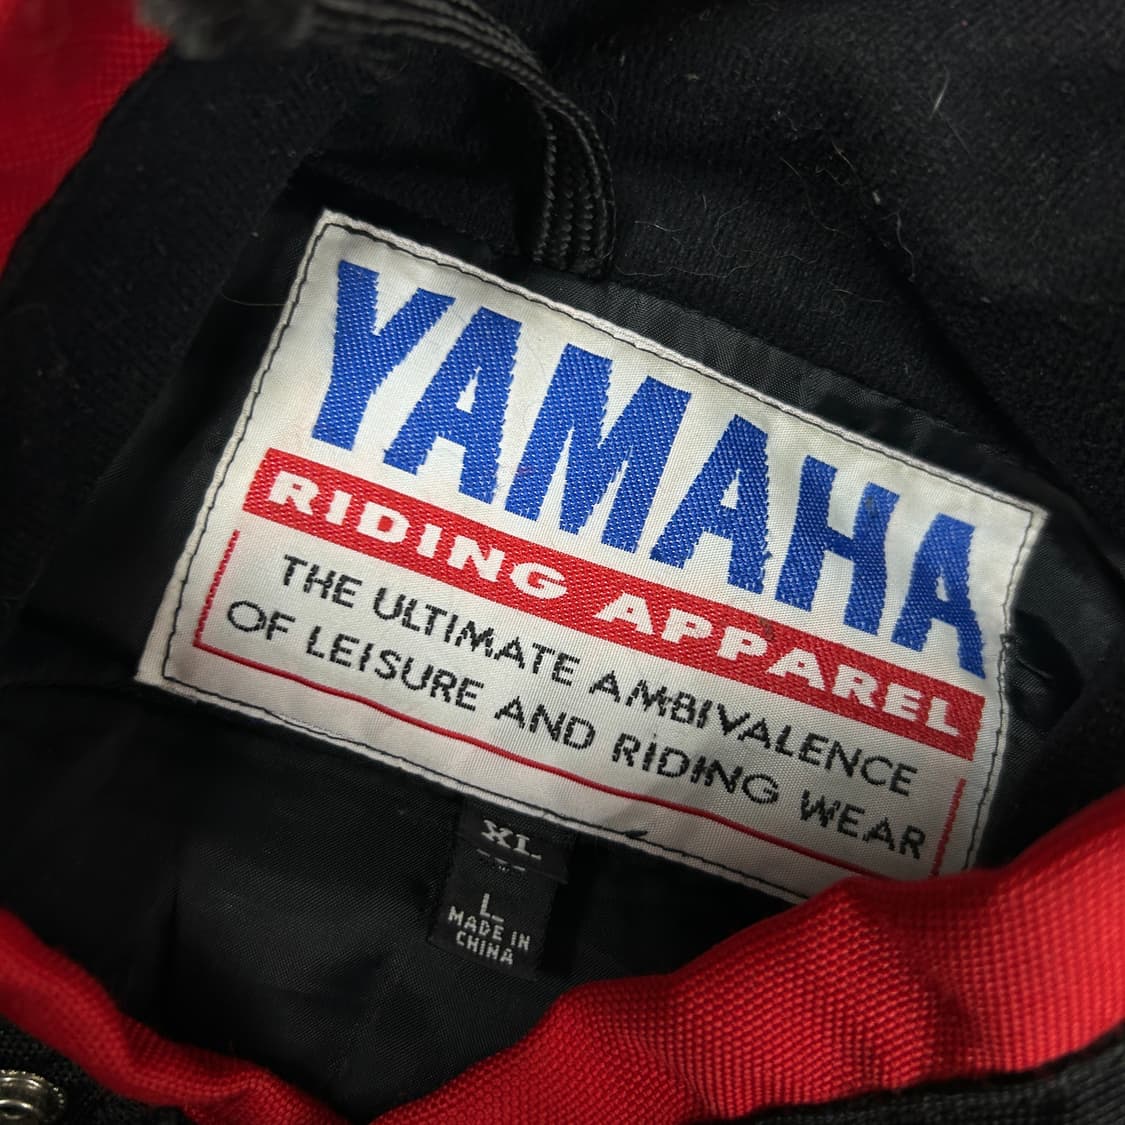 YAMAHA
RIDING APPAREL
THE ULTIMATE AMBIVALENCE
OF LEISURE AND RIDING WEAR
XL
L
MADE IN
CHINA